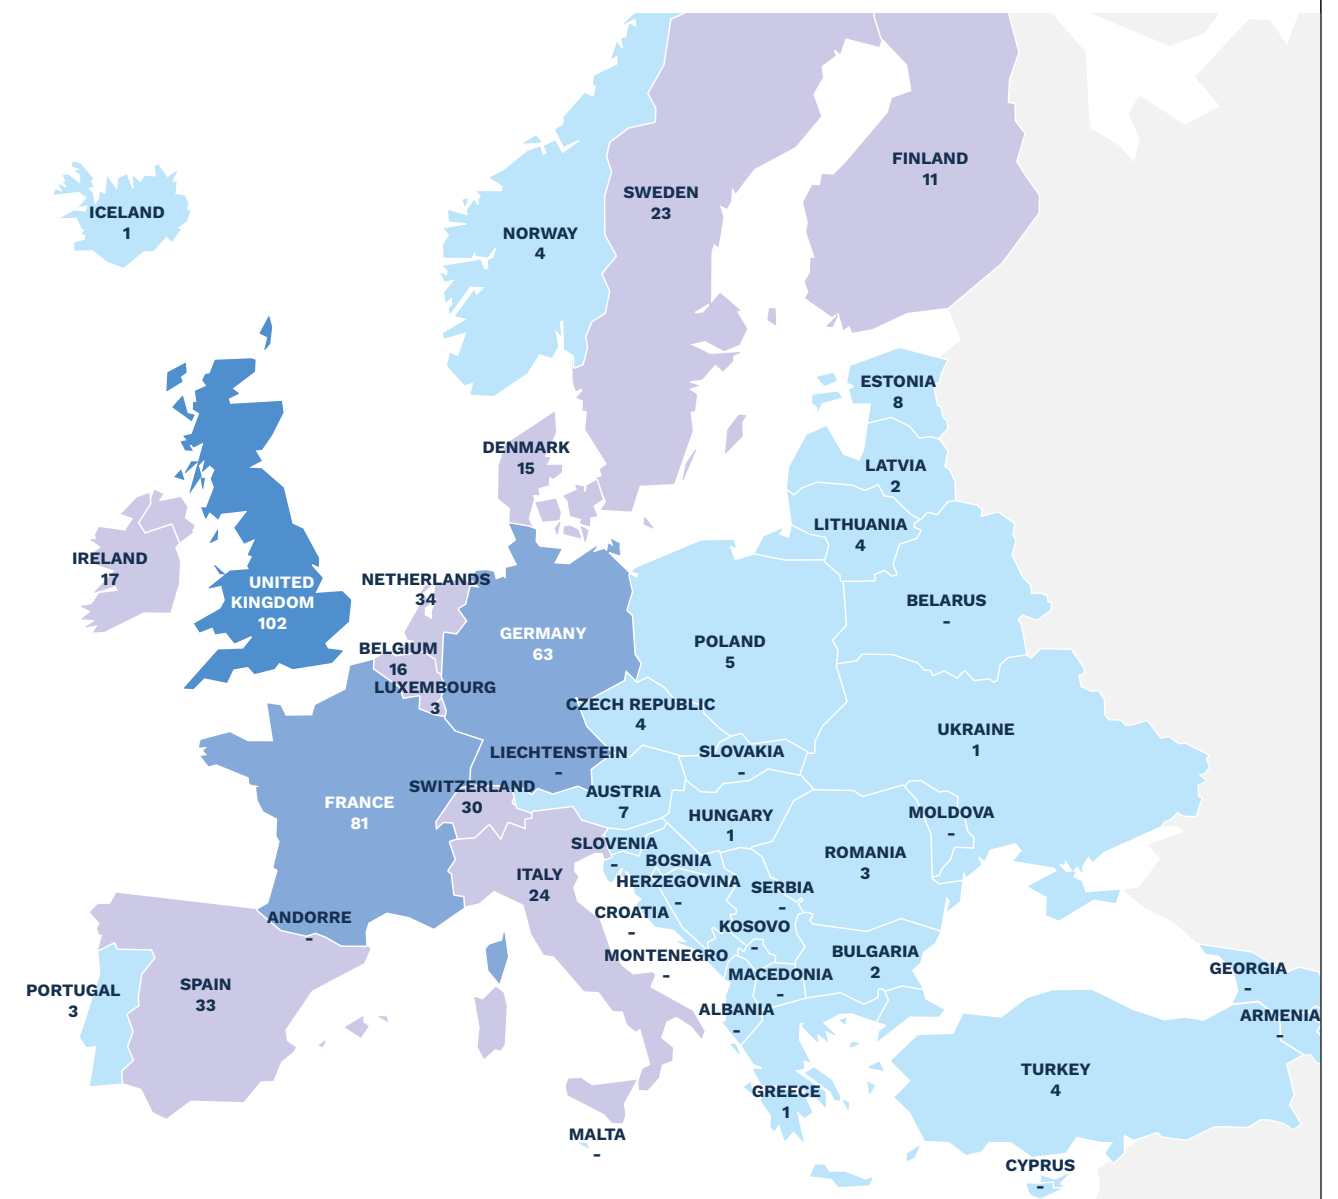 FINLAND
11
SWEDEN
23
ICELAND
1
NORWAY
4
ESTONIA
8
DENMARK
15
LATVIA
2
LITHUANIA
4
IRELAND
17
NETHERLANDS
34
UNITED
KINGDOM
102
BELARUS
-
GERMANY
63
POLAND
5
BELGIUM
16
LUXEMBOURG
3
CZECH REPUBLIC
4
UKRAINE
1
LIECHTENSTEIN
-
SLOVAKIA
-
SWITZERLAND
30
AUSTRIA
7
FRANCE
81
HUNGARY
1
MOLDOVA
-
SLOVENIA
-
ROMANIA
3
BOSNIA
HERZEGOVINA
-
ITALY
24
SERBIA
-
ANDORRE
-
CROATIA
-
KOSOVO
-
MONTENEGRO
-
BULGARIA
2
GEORGIA
-
MACEDONIA
-
SPAIN
33
PORTUGAL
3
ALBANIA
-
ARMENIA
-
TURKEY
4
GREECE
1
MALTA
-
CYPRUS
-